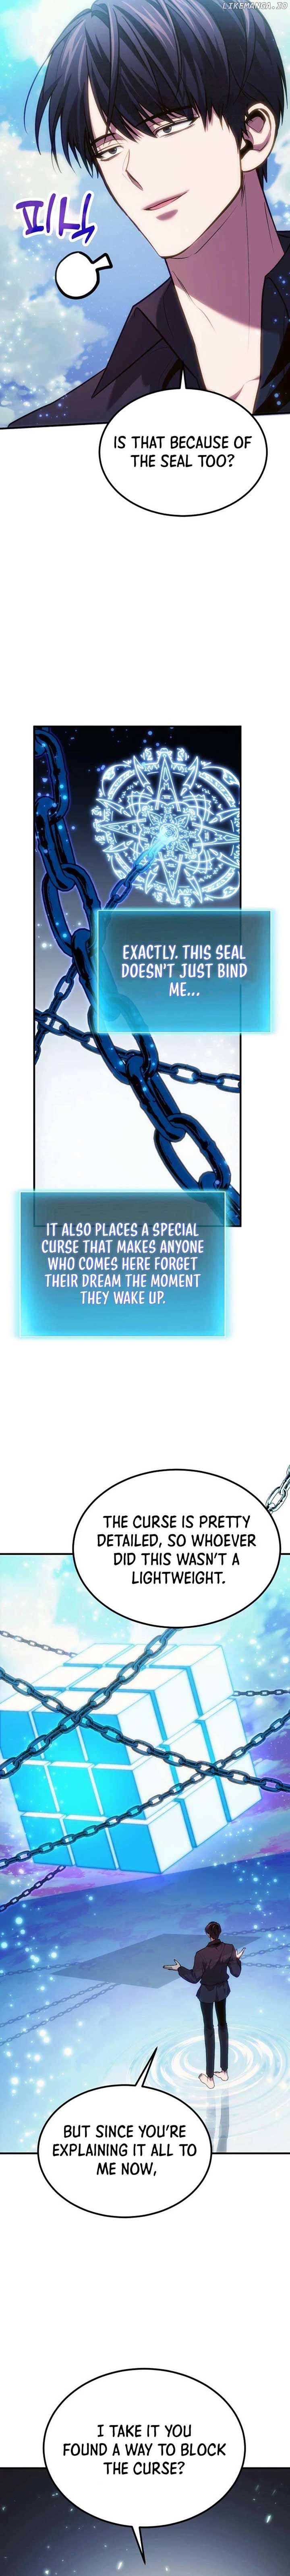 LIKEMANGA.IO
피식
IS THAT BECAUSE OF
THE SEAL TOO?
EXACTLY. THIS SEAL
DOESN'T JUST BIND
ME...
IT ALSO PLACES A SPECIAL
CURSE THAT MAKES ANYONE
WHO COMES HERE FORGET
THEIR DREAM THE MOMENT
THEY WAKE UP.
THE CURSE IS PRETTY
DETAILED, SO WHOEVER
DID THIS WASN'T A
LIGHTWEIGHT.
BUT SINCE YOU'RE
EXPLAINING IT ALL TO
ME NOW,
I TAKE IT YOU
FOUND A WAY TO BLOCK
THE CURSE?